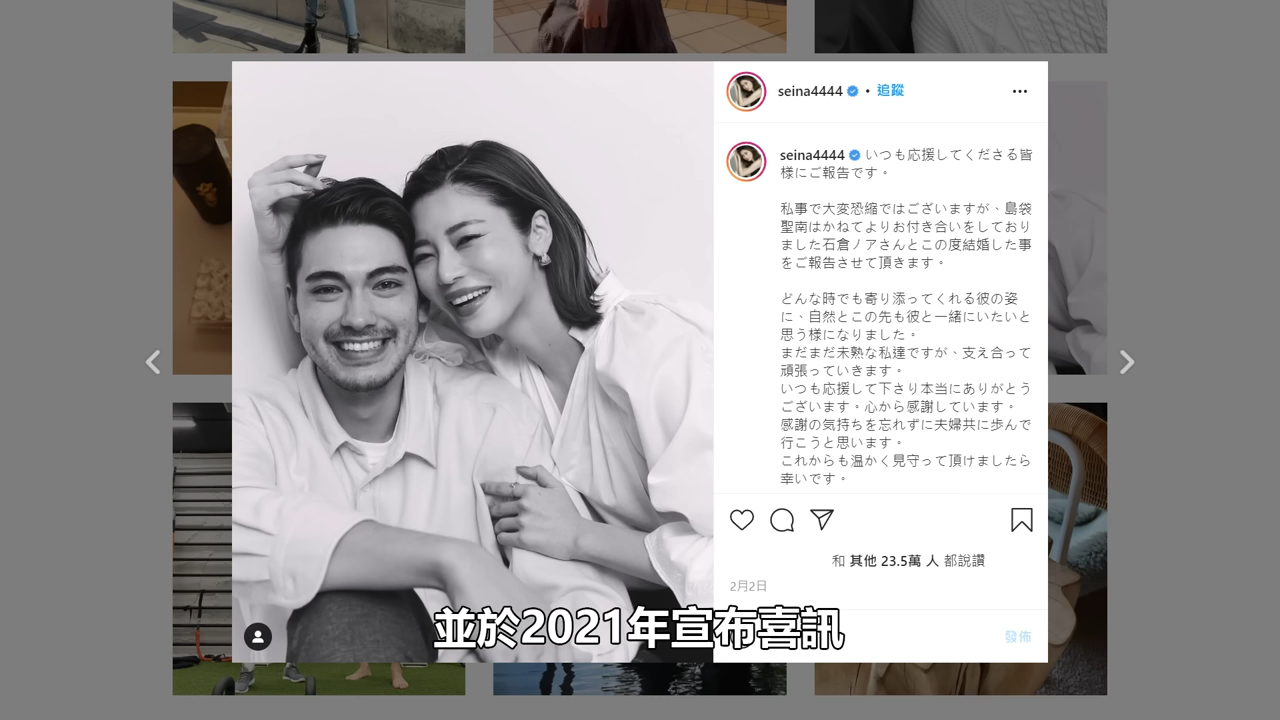 seina4444 • 追蹤
seina4444 いつも応援してくださる皆
様にご報告です。
私事で大変恐縮ではございますが、島袋
聖南はかねてよりお付き合いをしており
ました石倉ノアさんとこの度結婚した事
をご報告させて頂きます。
どんな時でも寄り添ってくれる彼の姿
に、自然とこの先も彼と一緒にいたいと
思う様になりました。
まだまだ未熟な私達ですが、支え合って
頑張っていきます。
いつも応援して下さり本当にありがとう
ございます。心から感謝しています。
感謝の気持ちを忘れずに夫婦共に歩んで
行こうと思います。
これからも温かく見守って頂けましたら
幸いです。
和 其他 23.5萬 人 都說讚
2月2日
發佈
並於2021年宣布喜訊